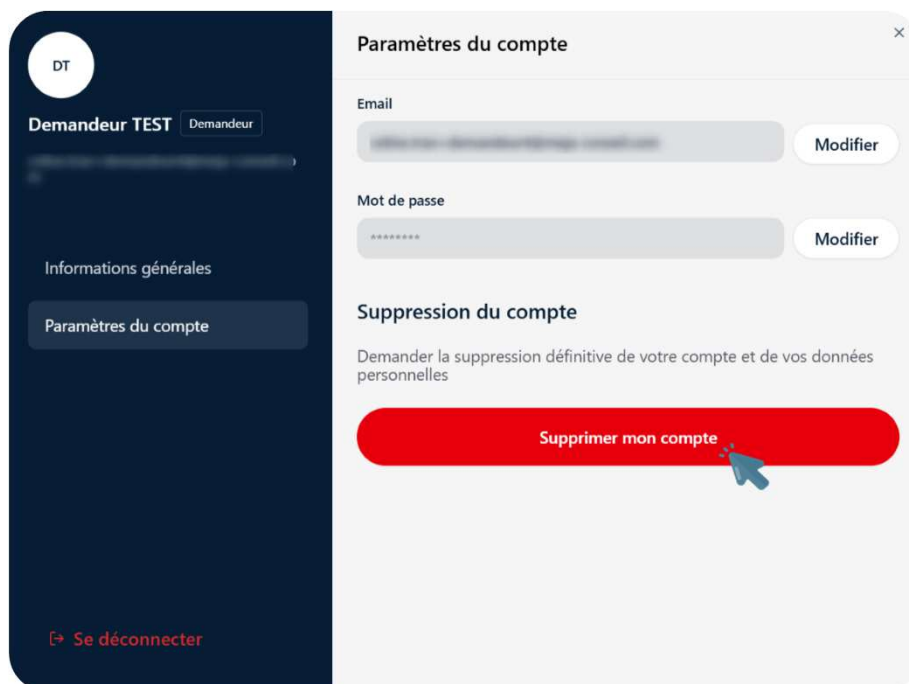 DT
Demandeur TEST
Demandeur
Informations générales
Paramètres du compte
Se déconnecter
Paramètres du compte
Email
Modifier
Mot de passe
********
Modifier
Suppression du compte
Demander la suppression définitive de votre compte et de vos données
personnelles
Supprimer mon compte